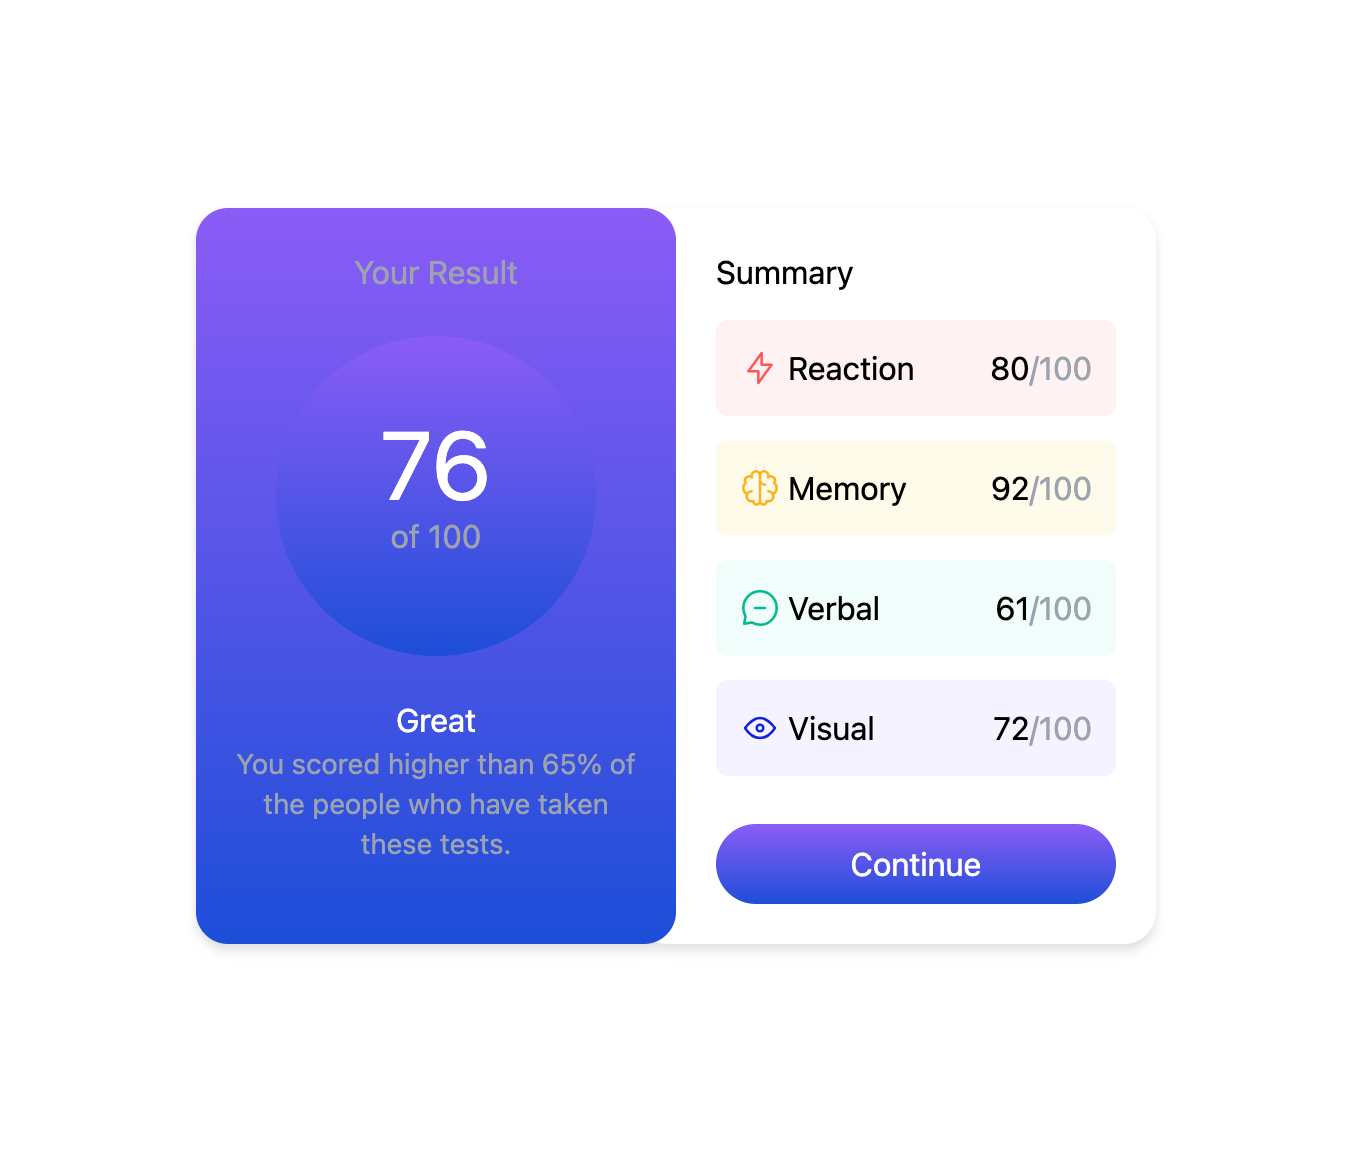 Your Result
76
of 100
Great
You scored higher than 65% of
the people who have taken
these tests.
Summary
Reaction 80/100
Memory 92/100
Verbal 61/100
Visual 72/100
Continue